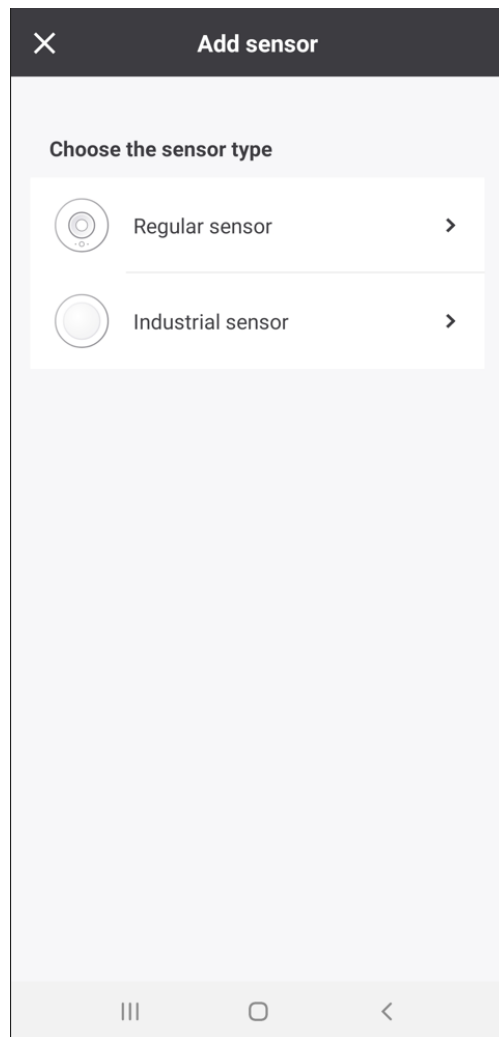 Add sensor
Choose the sensor type
Regular sensor
Industrial sensor